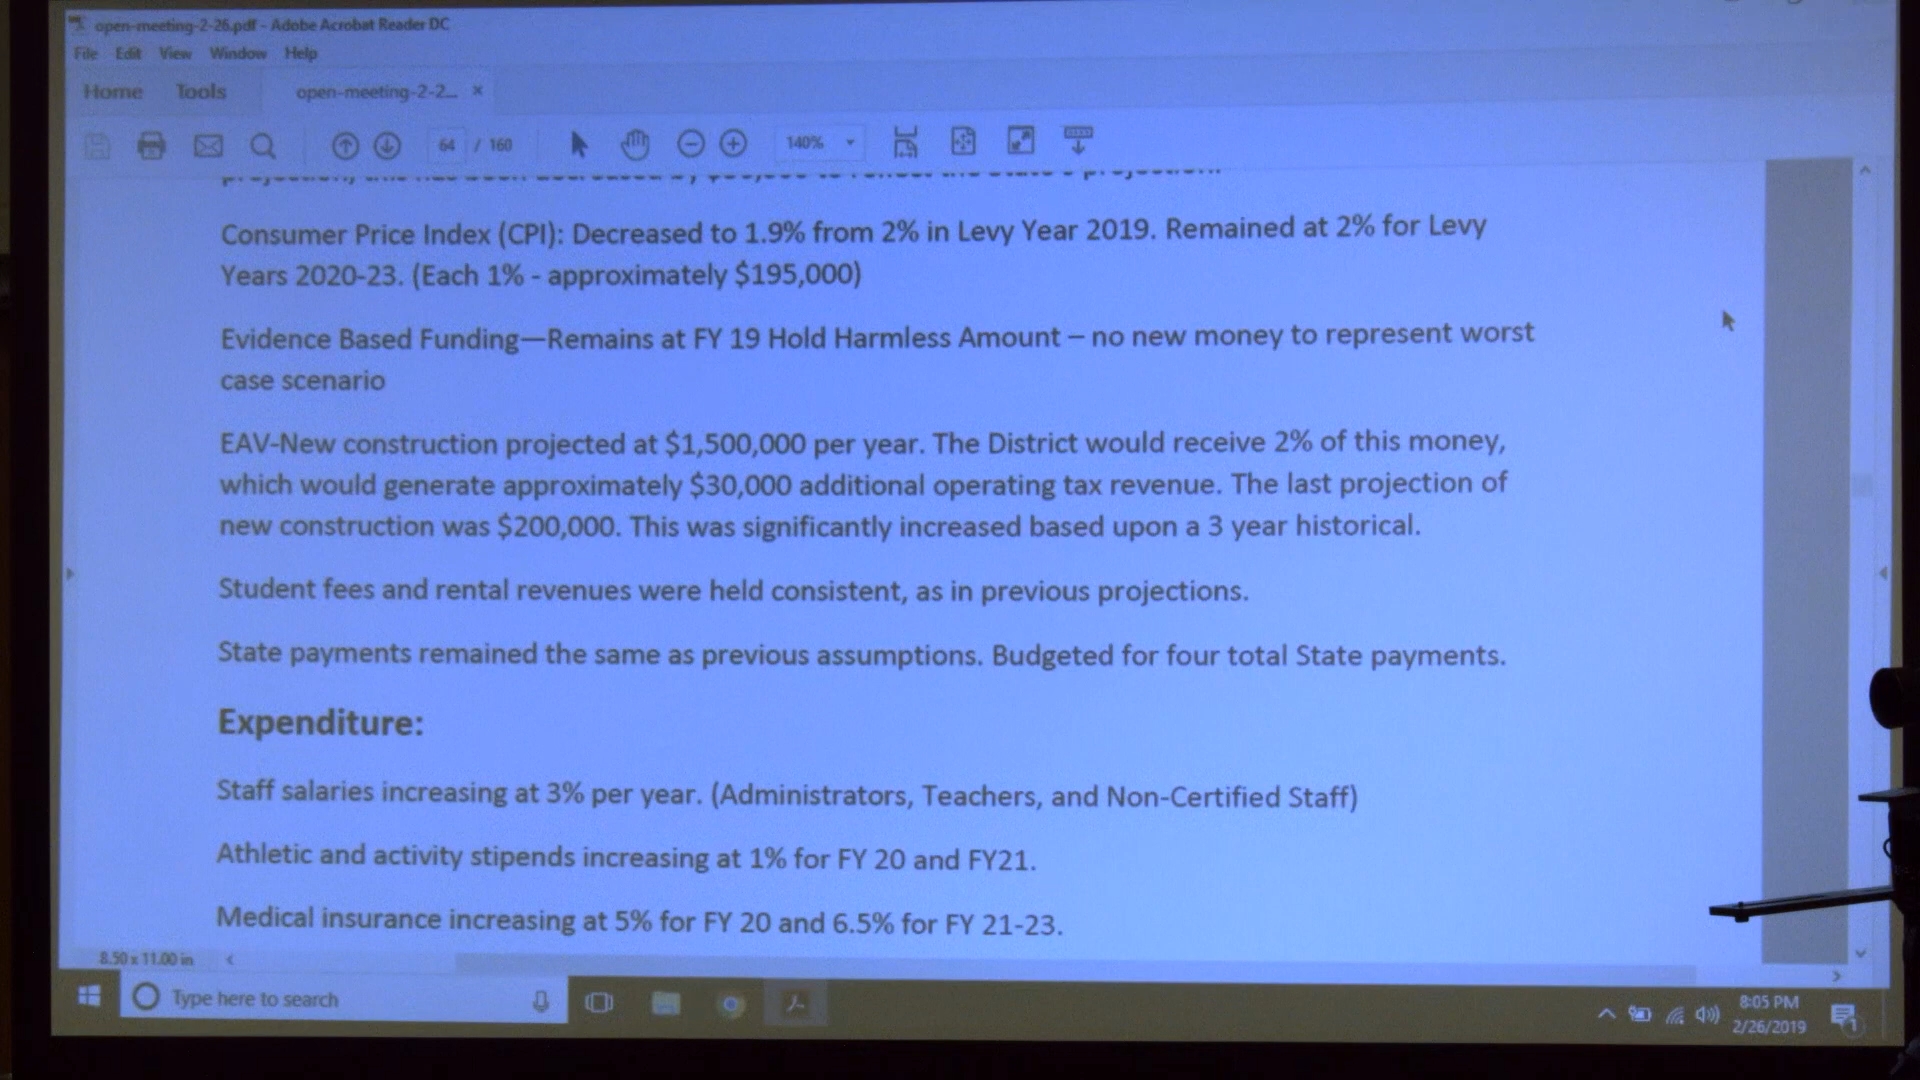 open-meeting-2-26.pdf - Adobe Acrobat Reader DC
File Edit View Window Help
Home Tools open-meeting-2-2... ×
64 / 160 140%
Consumer Price Index (CPI): Decreased to 1.9% from 2% in Levy Year 2019. Remained at 2% for Levy
Years 2020-23. (Each 1% - approximately $195,000)
Evidence Based Funding—Remains at FY 19 Hold Harmless Amount – no new money to represent worst
case scenario
EAV-New construction projected at $1,500,000 per year. The District would receive 2% of this money,
which would generate approximately $30,000 additional operating tax revenue. The last projection of
new construction was $200,000. This was significantly increased based upon a 3 year historical.
Student fees and rental revenues were held consistent, as in previous projections.
State payments remained the same as previous assumptions. Budgeted for four total State payments.
Expenditure:
Staff salaries increasing at 3% per year. (Administrators, Teachers, and Non-Certified Staff)
Athletic and activity stipends increasing at 1% for FY 20 and FY21.
Medical insurance increasing at 5% for FY 20 and 6.5% for FY 21-23.
8.50 x 11.00 in
Type here to search
8:05 PM
2/26/2019
1